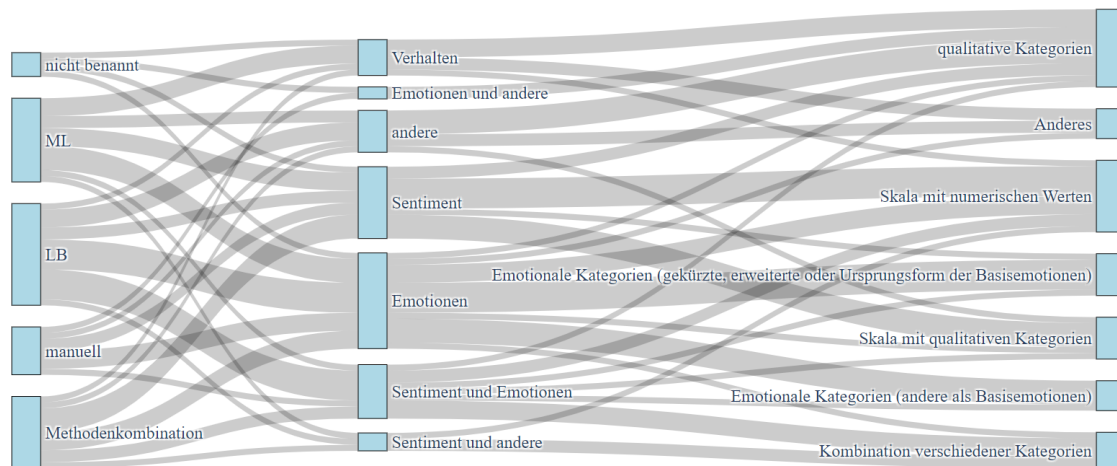 nicht benannt
ML
LB
manuell
Methodenkombination
Verhalten
Emotionen und andere
andere
Sentiment
Emotionen
Sentiment und Emotionen
Sentiment und andere
qualitative Kategorien
Anderes
Skala mit numerischen Werten
Emotionale Kategorien (gekürzte, erweiterte oder Ursprungsform der Basisemotionen)
Skala mit qualitativen Kategorien
Emotionale Kategorien (andere als Basisemotionen)
Kombination verschiedener Kategorien